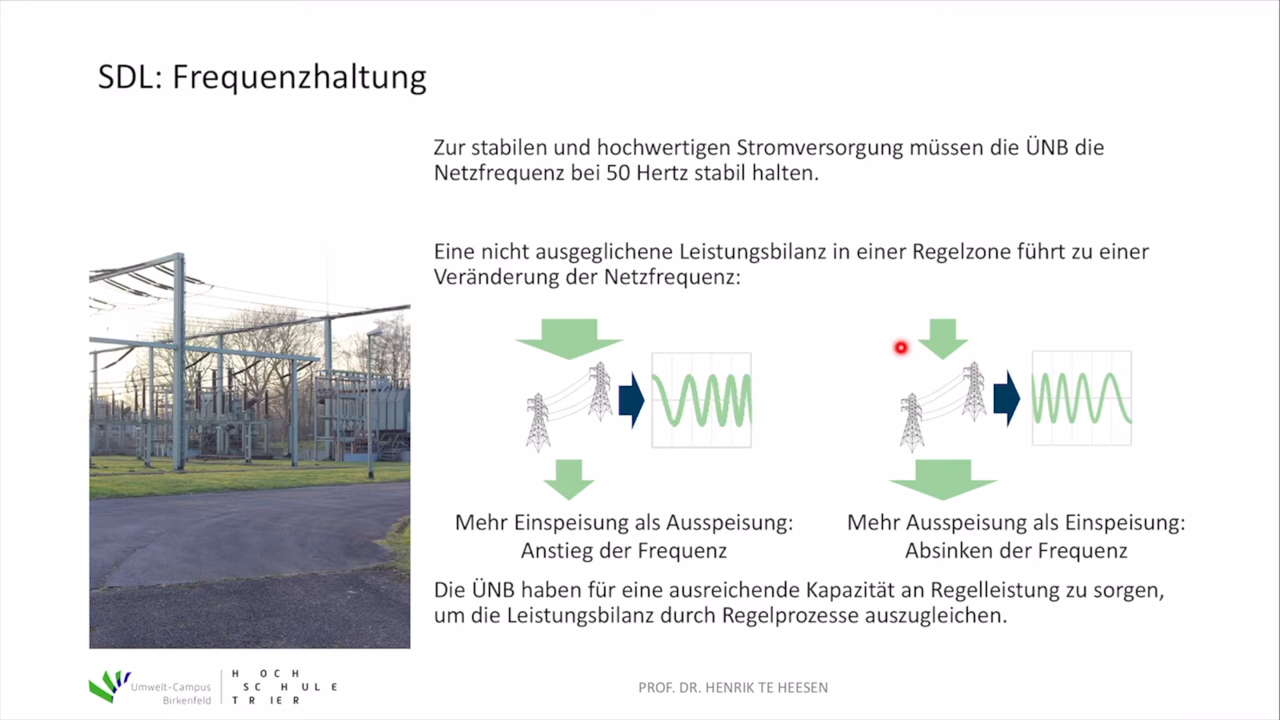 SDL: Frequenzhaltung
Zur stabilen und hochwertigen Stromversorgung müssen die ÜNB die
Netzfrequenz bei 50 Hertz stabil halten.
Eine nicht ausgeglichene Leistungsbilanz in einer Regelzone führt zu einer
Veränderung der Netzfrequenz:
Mehr Einspeisung als Ausspeisung:
Anstieg der Frequenz
Mehr Ausspeisung als Einspeisung:
Absinken der Frequenz
Die ÜNB haben für eine ausreichende Kapazität an Regelleistung zu sorgen,
um die Leistungsbilanz durch Regelprozesse auszugleichen.
Umwelt-Campus
Birkenfeld
HOCH
SCHULE
TRIER
PROF. DR. HENRIK TE HEESEN